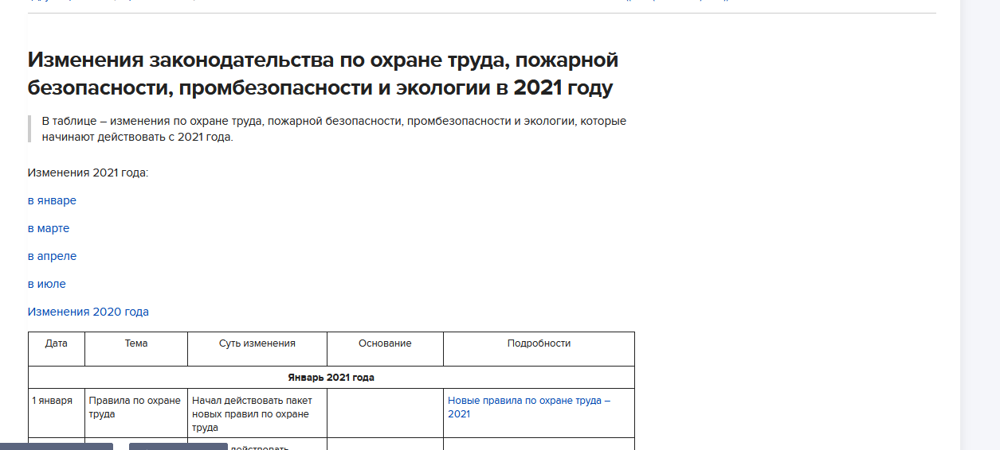 Изменения законодательства по охране труда, пожарной
безопасности, промбезопасности и экологии в 2021 году
В таблице – изменения по охране труда, пожарной безопасности, промбезопасности и экологии, которые
начинают действовать с 2021 года.
Изменения 2021 года:
в январе
в марте
в апреле
в июле
Изменения 2020 года
Дата Тема Суть изменения Основание Подробности
Январь 2021 года
1 января Правила по охране Начал действовать пакет Новые правила по охране труда –
труда новых правил по охране 2021
труда
действовать